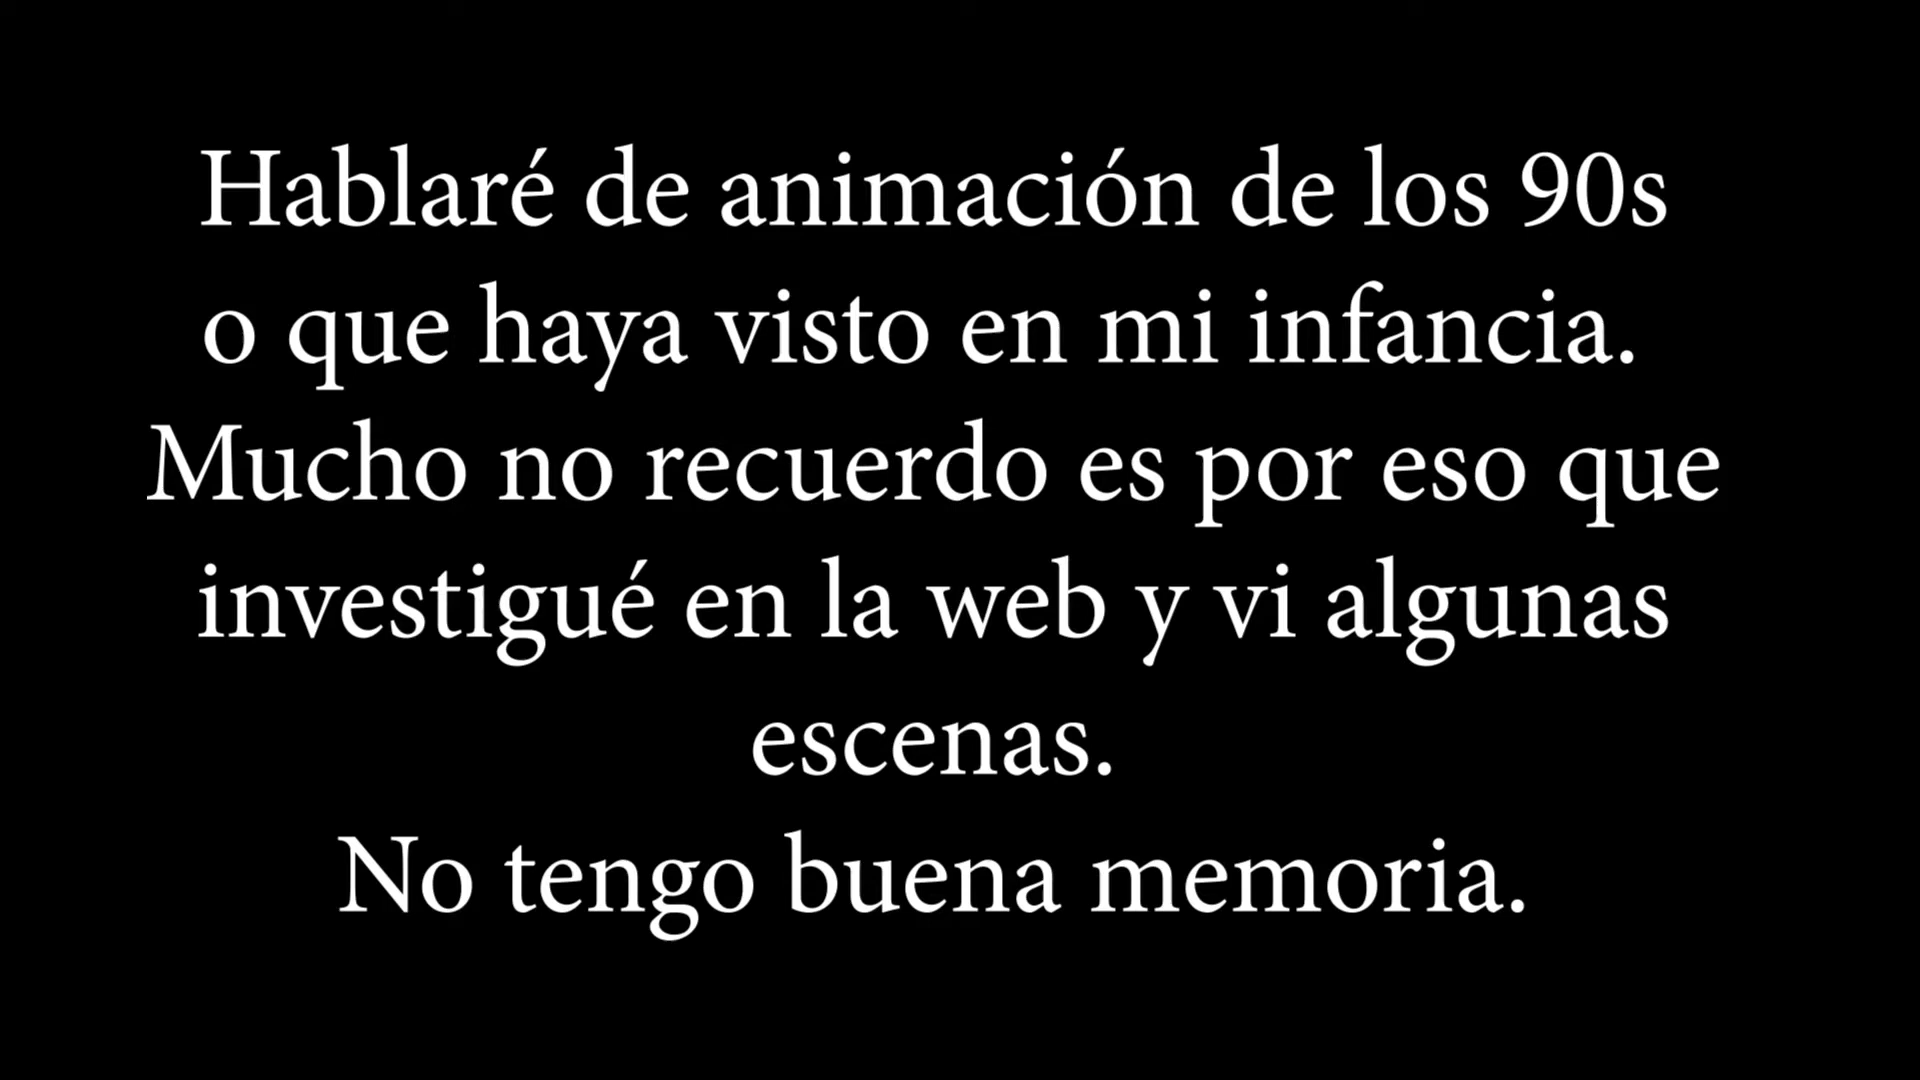 Hablaré de animación de los 90s
o que haya visto en mi infancia.
Mucho no recuerdo es por eso que
investigué en la web y vi algunas
escenas.
No tengo buena memoria.